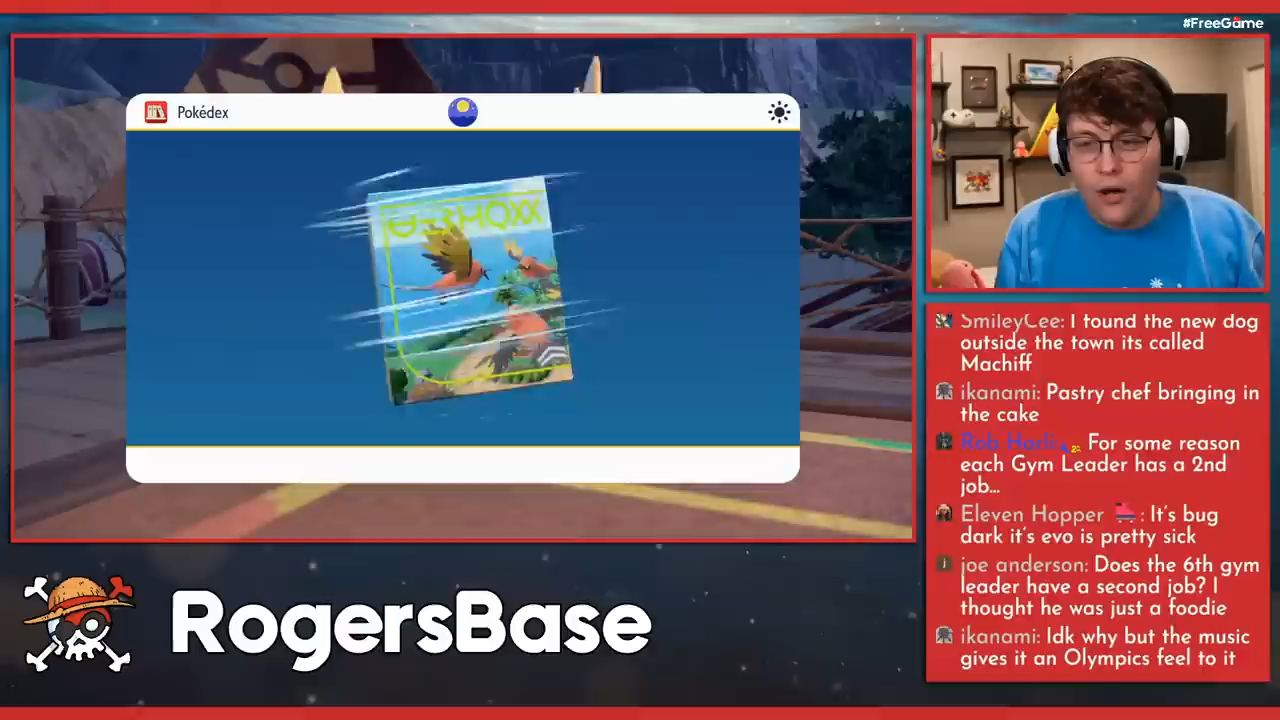 #FreeGame
Pokédex
SmileyCee: I found the new dog
outside the town its called
Machiff
ikanami: Pastry chef bringing in
the cake
Rob Harli: For some reason
each Gym Leader has a 2nd
job...
Eleven Hopper : It's bug
dark it's evo is pretty sick
joe anderson: Does the 6th gym
leader have a second job? I
thought he was just a foodie
ikanami: Idk why but the music
gives it an Olympics feel to it
RogersBase